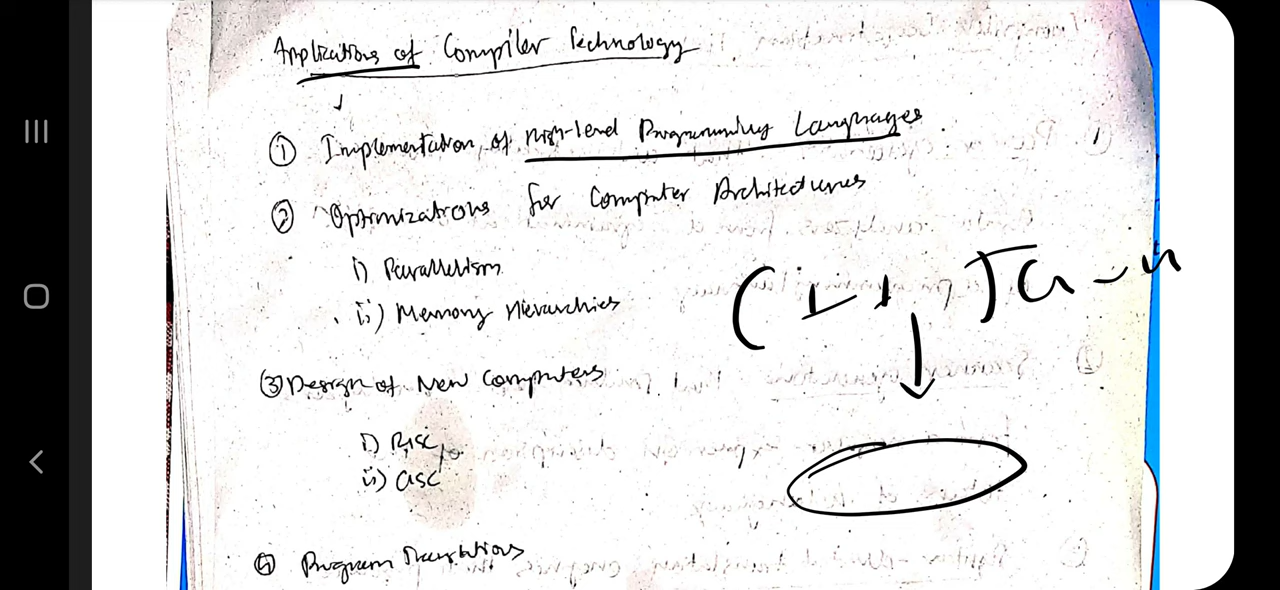 Applications of Compiler Technology
① Implementation of High-level Programming Languages
② Optimizations for Computer Architectures
i) Parallelism
ii) Memory Hierarchies
③ Design of New Computers
i) RISC
ii) CISC
④ Program Translations